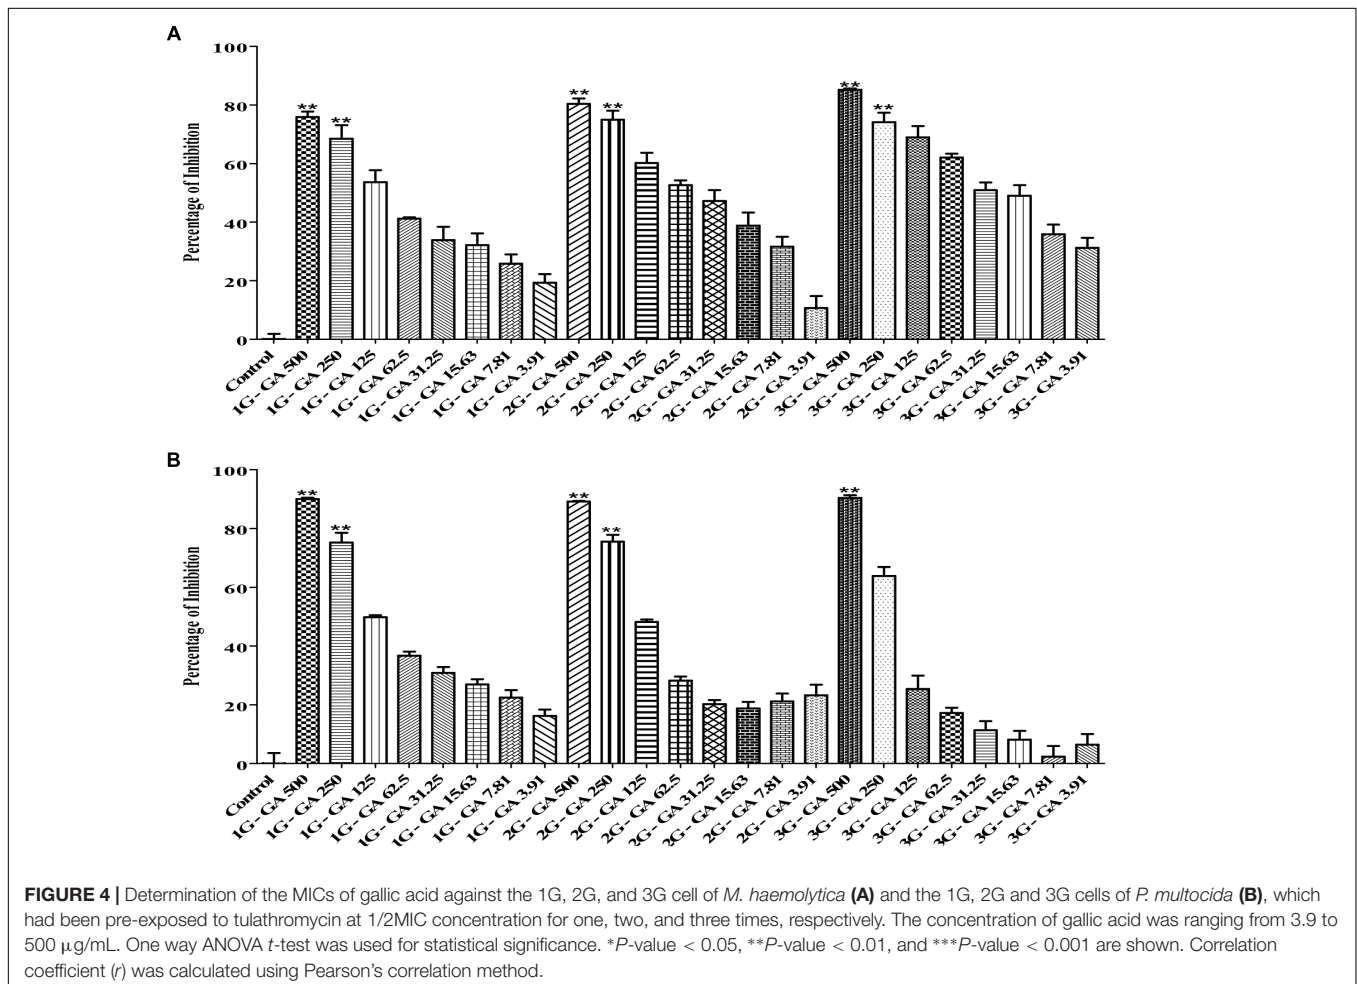 A
100
80
60
40
20
0
Percentage of Inhibition
** ** ** ** ** **
Control
1G - GA 500
1G - GA 250
1G - GA 125
1G - GA 62.5
1G - GA 31.25
1G - GA 15.63
1G - GA 7.81
1G - GA 3.91
2G - GA 500
2G - GA 250
2G - GA 125
2G - GA 62.5
2G - GA 31.25
2G - GA 15.63
2G - GA 7.81
2G - GA 3.91
3G - GA 500
3G - GA 250
3G - GA 125
3G - GA 62.5
3G - GA 31.25
3G - GA 15.63
3G - GA 7.81
3G - GA 3.91
B
100
80
60
40
20
0
Percentage of Inhibition
** ** ** ** **
Control
1G - GA 500
1G - GA 250
1G - GA 125
1G - GA 62.5
1G - GA 31.25
1G - GA 15.63
1G - GA 7.81
1G - GA 3.91
2G - GA 500
2G - GA 250
2G - GA 125
2G - GA 62.5
2G - GA 31.25
2G - GA 15.63
2G - GA 7.81
2G - GA 3.91
3G - GA 500
3G - GA 250
3G - GA 125
3G - GA 62.5
3G - GA 31.25
3G - GA 15.63
3G - GA 7.81
3G - GA 3.91
FIGURE 4 | Determination of the MICs of gallic acid against the 1G, 2G, and 3G cell of M. haemolytica (A) and the 1G, 2G and 3G cells of P. multocida (B), which
had been pre-exposed to tulathromycin at 1/2MIC concentration for one, two, and three times, respectively. The concentration of gallic acid was ranging from 3.9 to
500 μg/mL. One way ANOVA t-test was used for statistical significance. *P-value < 0.05, **P-value < 0.01, and ***P-value < 0.001 are shown. Correlation
coefficient (r) was calculated using Pearson's correlation method.